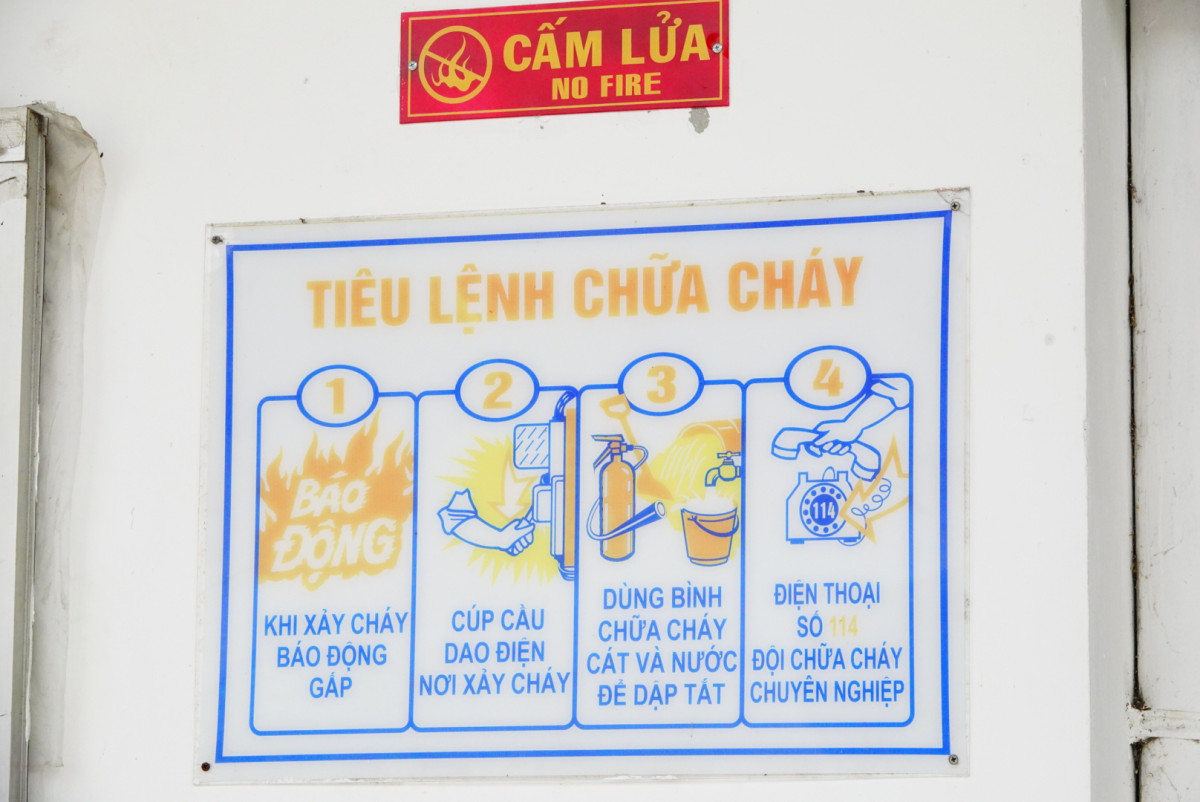 CẤM LỬA
NO FIRE
TIÊU LỆNH CHỮA CHÁY
1
BÁO
ĐỘNG
KHI XẢY CHÁY
BÁO ĐỘNG
GẤP
2
CÚP CẦU
DAO ĐIỆN
NƠI XẢY CHÁY
3
DÙNG BÌNH
CHỮA CHÁY
CÁT VÀ NƯỚC
ĐỂ DẬP TẮT
4
114
ĐIỆN THOẠI
SỐ 114
ĐỘI CHỮA CHÁY
CHUYÊN NGHIỆP